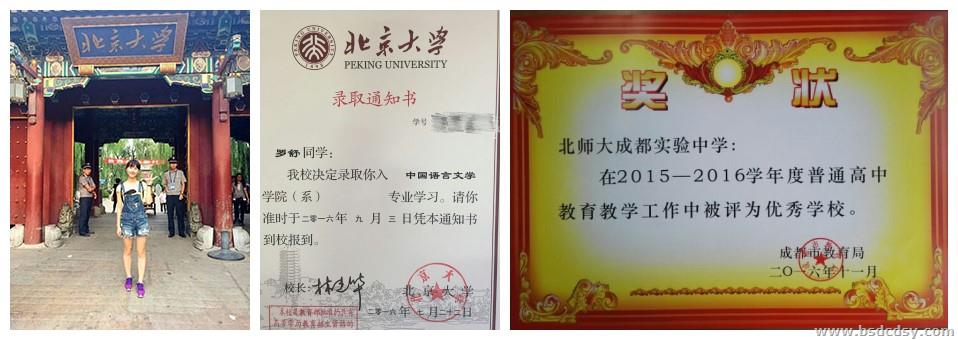 北京大学
北京大学
PEKING UNIVERSITY
录取通知书
学号
罗舒 同学:
我校决定录取你入 中国语言文学
学院(系) 专业学习。请你
准时于二〇一六年 九 月 三 日凭本通知书
到校报到。
校长:
北京大学
二〇一六 年 七 月 二十二 日
奖状
北师大成都实验中学:
在2015—2016学年度普通高中
教育教学工作中被评为优秀学校。
成都市教育局
二〇一六年十一月
www.bsdcdsy.com